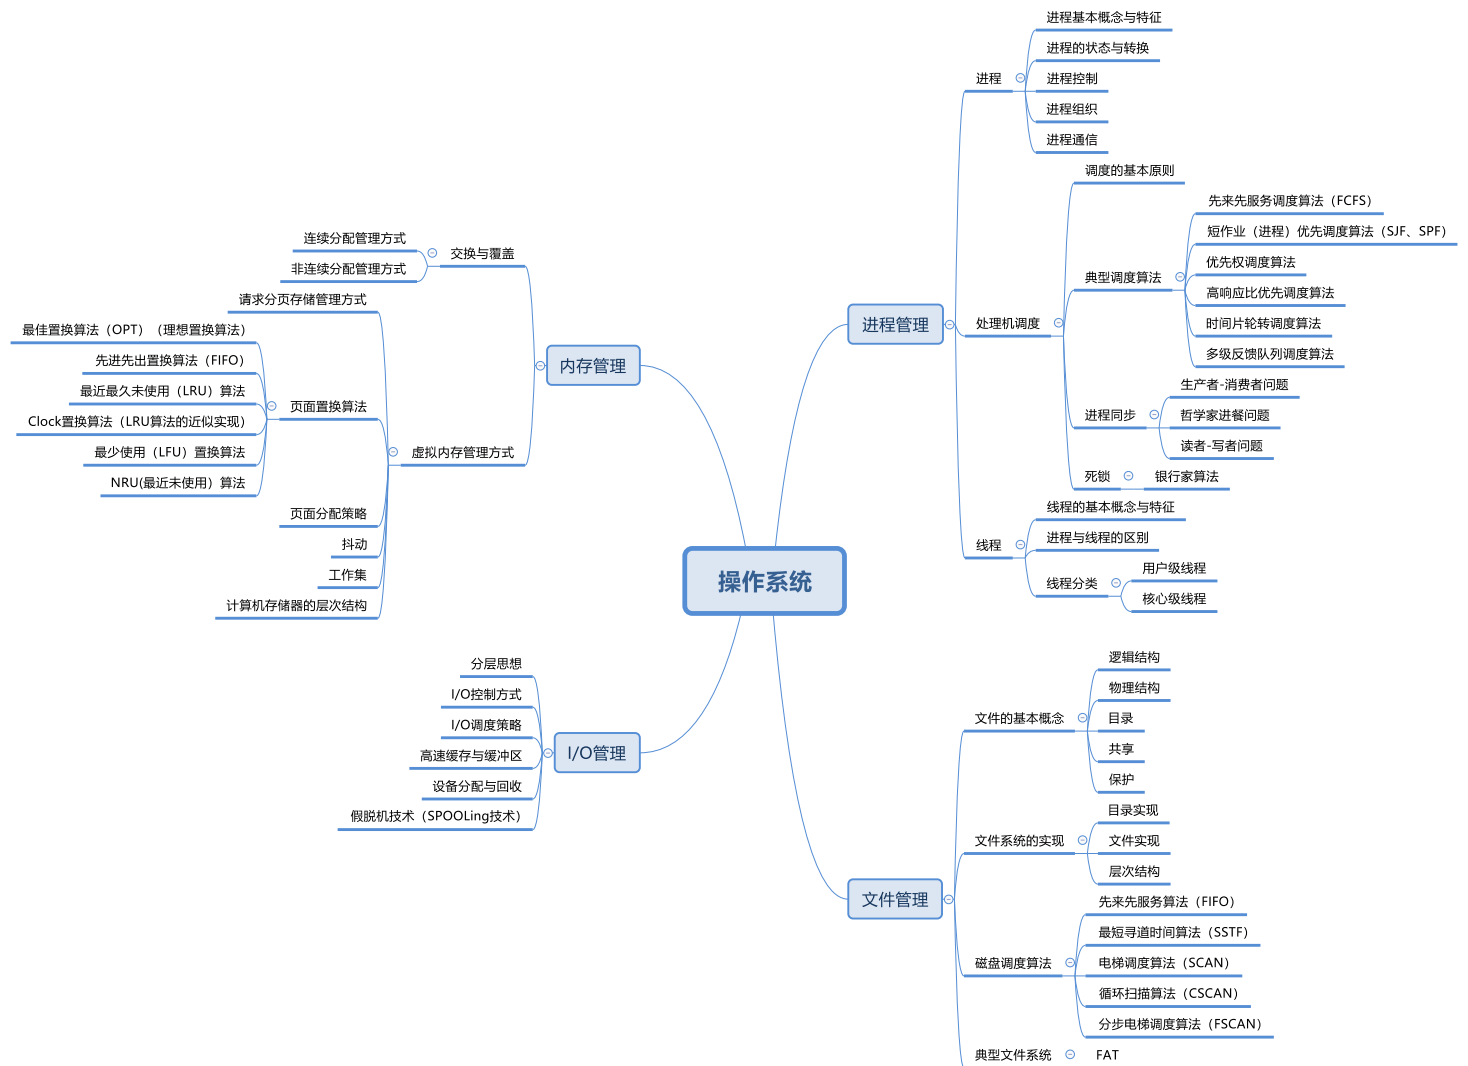 操作系统
进程管理
进程
进程基本概念与特征
进程的状态与转换
进程控制
进程组织
进程通信
处理机调度
调度的基本原则
典型调度算法
先来先服务调度算法（FCFS）
短作业（进程）优先调度算法（SJF、SPF）
优先权调度算法
高响应比优先调度算法
时间片轮转调度算法
多级反馈队列调度算法
进程同步
生产者-消费者问题
哲学家进餐问题
读者-写者问题
死锁
银行家算法
线程
线程的基本概念与特征
进程与线程的区别
线程分类
用户级线程
核心级线程
文件管理
文件的基本概念
逻辑结构
物理结构
目录
共享
保护
文件系统的实现
目录实现
文件实现
层次结构
磁盘调度算法
先来先服务算法（FIFO）
最短寻道时间算法（SSTF）
电梯调度算法（SCAN）
循环扫描算法（CSCAN）
分步电梯调度算法（FSCAN）
典型文件系统
FAT
内存管理
交换与覆盖
连续分配管理方式
非连续分配管理方式
虚拟内存管理方式
请求分页存储管理方式
页面置换算法
最佳置换算法（OPT）（理想置换算法）
先进先出置换算法（FIFO）
最近最久未使用（LRU）算法
Clock置换算法（LRU算法的近似实现）
最少使用（LFU）置换算法
NRU(最近未使用）算法
页面分配策略
抖动
工作集
计算机存储器的层次结构
I/O管理
分层思想
I/O控制方式
I/O调度策略
高速缓存与缓冲区
设备分配与回收
假脱机技术（SPOOLing技术）